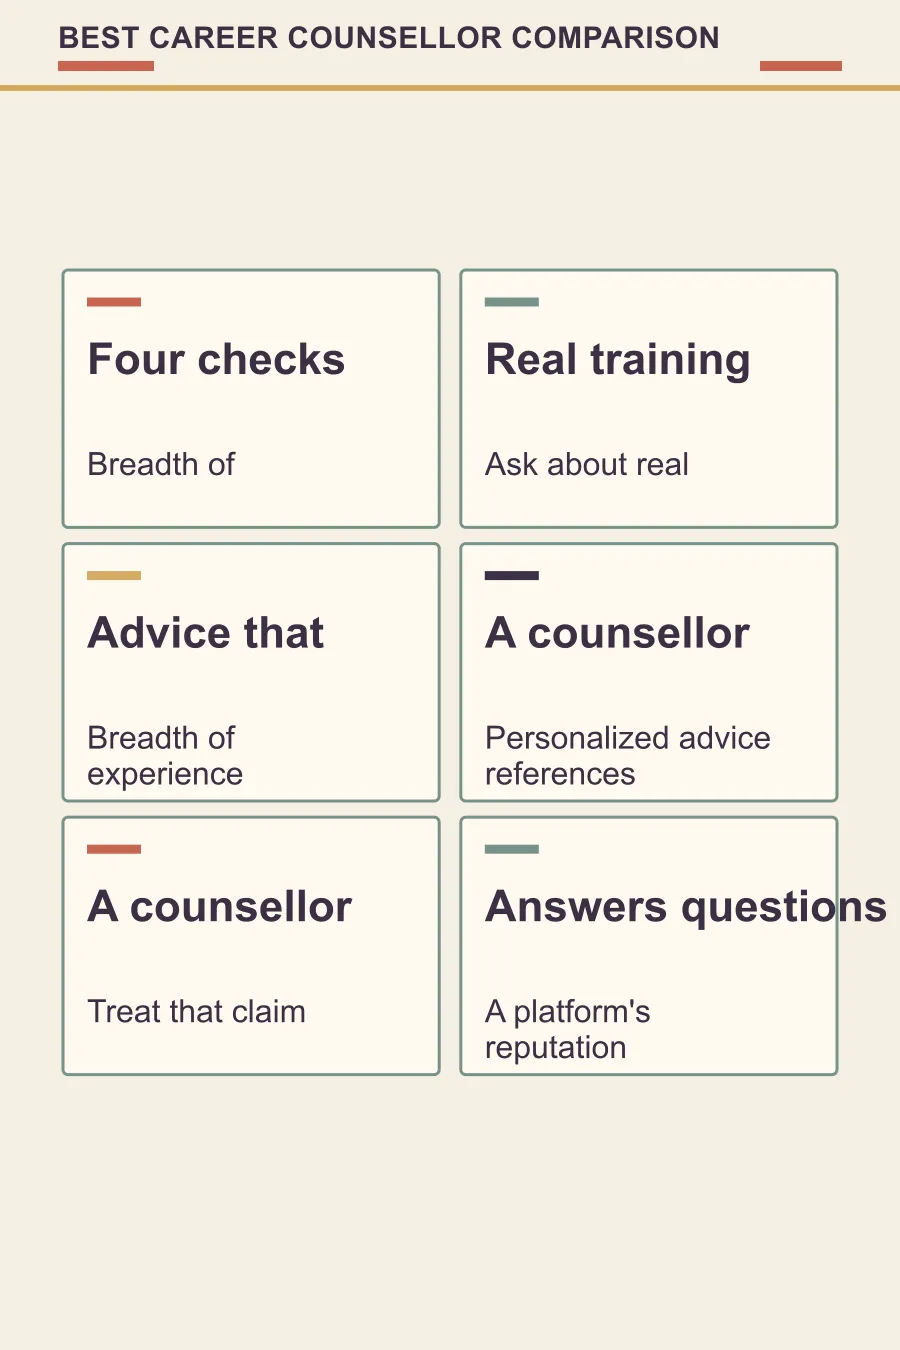 BEST CAREER COUNSELLOR COMPARISON
Four checks
Breadth of
Real training
Ask about real
Advice that
Breadth of
experience
A counsellor
Personalized advice
references
A counsellor
Treat that claim
Answers questions
A platform's
reputation